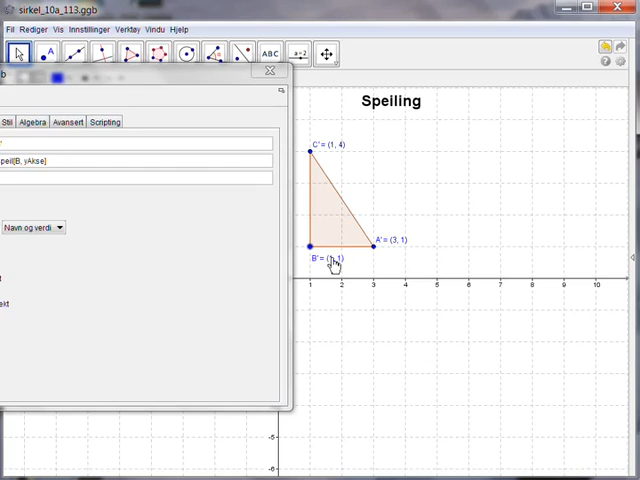 sirkel_10a_113.ggb
Fil Rediger Vis Innstillinger Verktøy Vindu Hjelp
A
ABC
a=2
b
Speiling
Stil Algebra Avansert Scripting
peil[B, yAkse]
Navn og verdi
t
ekt
C' = (1, 4)
A' = (3, 1)
B' = (1, 1)
1 2 3 4 5 6 7 8 9 10
-5
-6